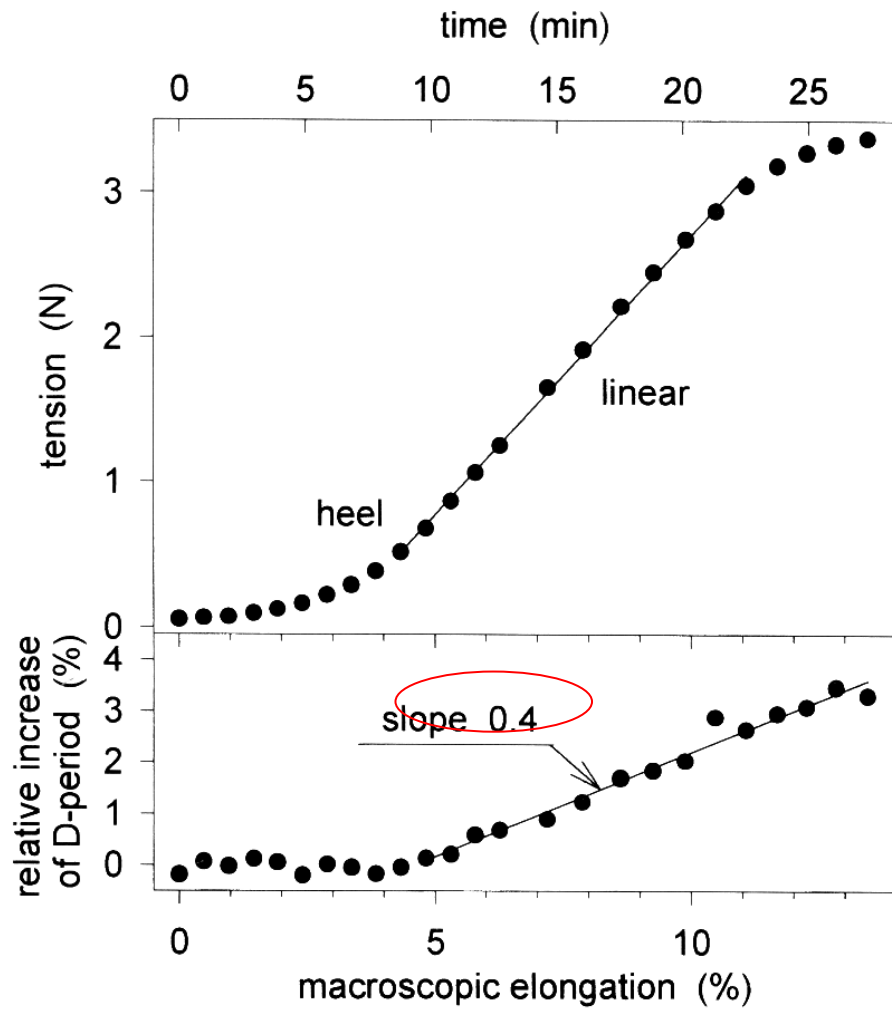 time (min)
0 5 10 15 20 25
3
2
1
0
tension (N)
linear
heel
4
3
2
1
0
relative increase
of D-period (%)
slope 0.4
0 5 10
macroscopic elongation (%)